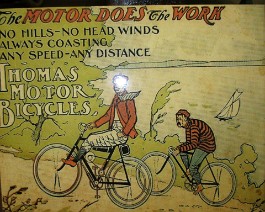 The MOTOR DOES The WORK
NO HILLS-NO HEAD WINDS
ALWAYS COASTING
ANY SPEED-ANY DISTANCE
THOMAS
MOTOR
BICYCLES